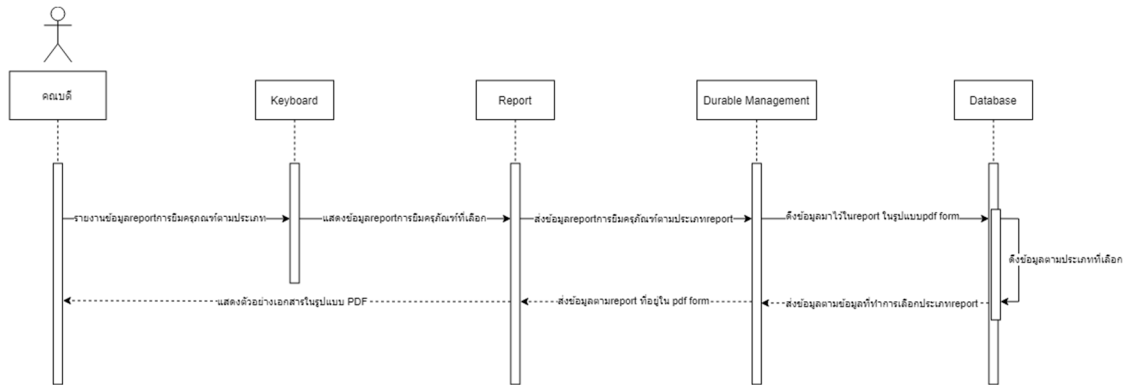 คณบดี
Keyboard
Report
Durable Management
Database
รายงานข้อมูลreportการยืมครุภณฑ์ตามประเภท
แสดงข้อมูลreportการยืมครุภัณฑ์ที่เลือก
ส่งข้อมูลreportการยืมครุภัณฑ์ตามประเภทreport
ดึงข้อมูลมาไว้ในreport ในรูปแบบpdf form
ดึงข้อมูลตามประเภทที่เลือก
แสดงตัวอย่างเอกสารในรูปแบบ PDF
ส่งข้อมูลตามreport ที่อยู่ใน pdf form
ส่งข้อมูลตามข้อมูลที่ทำการเลือกประเภทreport